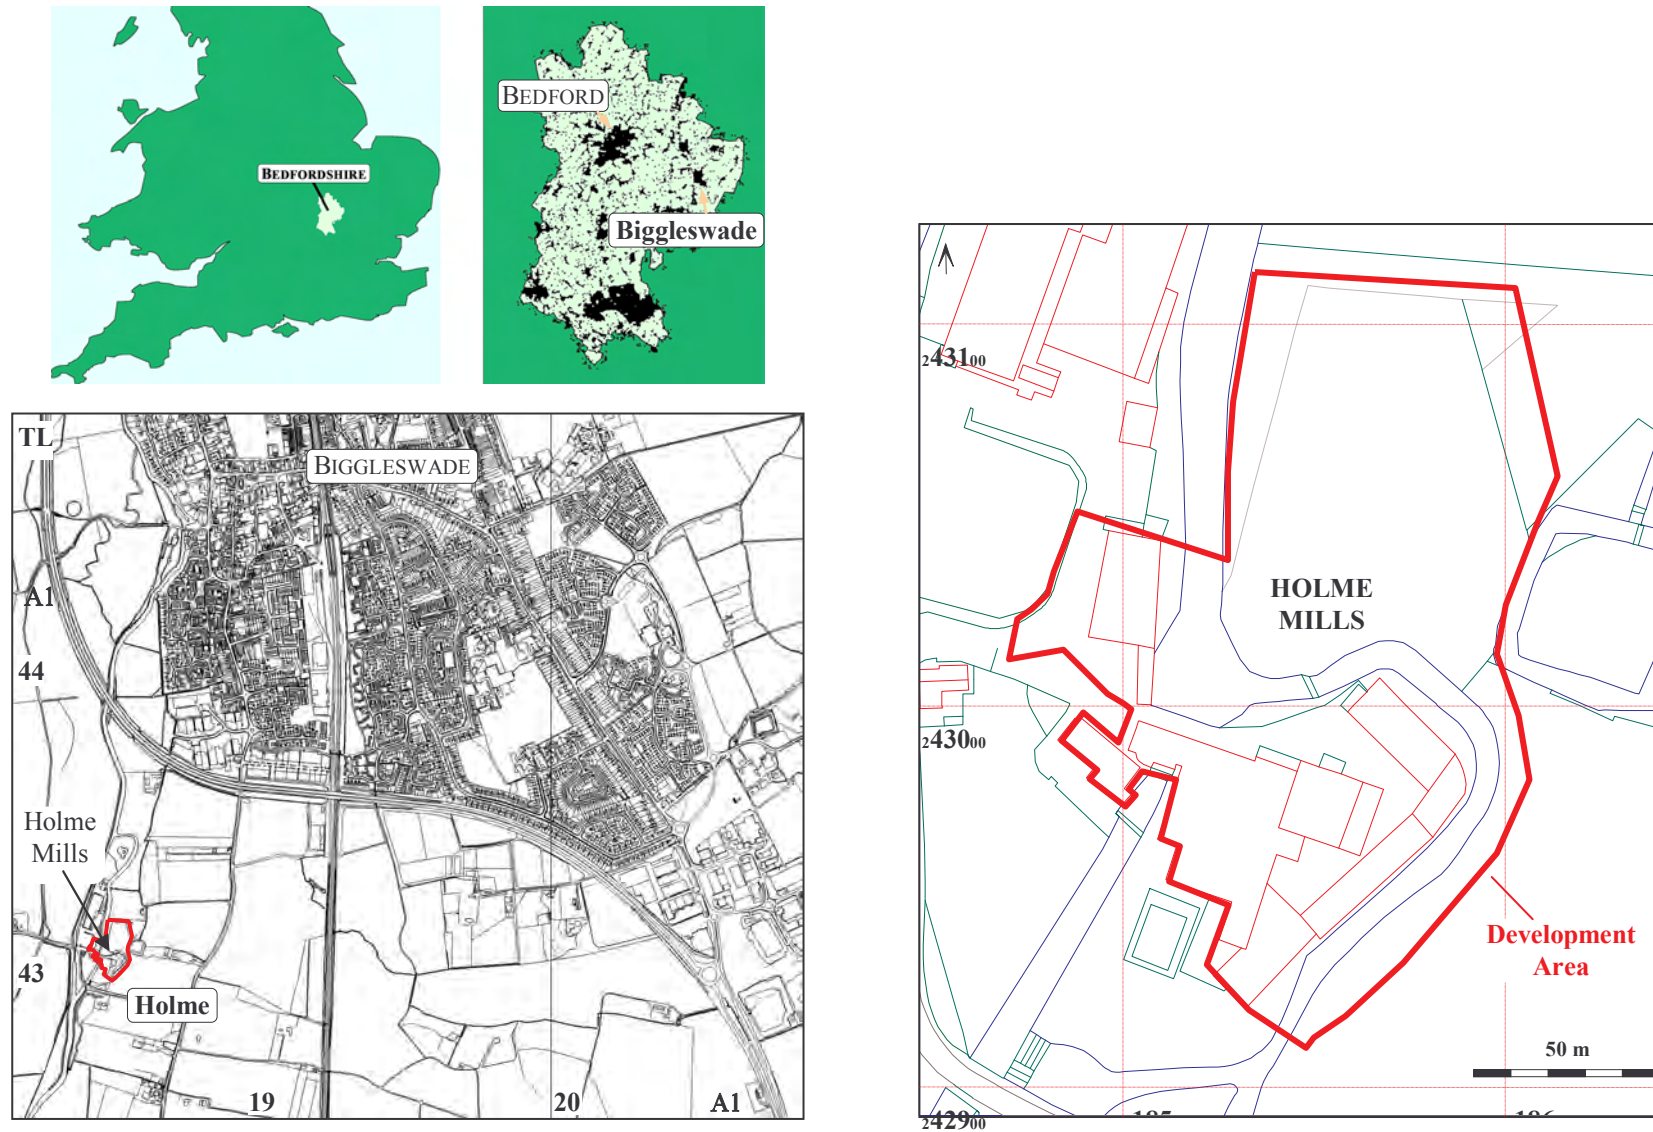 BEDFORDSHIRE
BEDFORD
Biggleswade
TL
BIGGLESWADE
A1
44
Holme
Mills
43
Holme
19
20
A1
243100
HOLME
MILLS
243000
Development
Area
50 m
242900